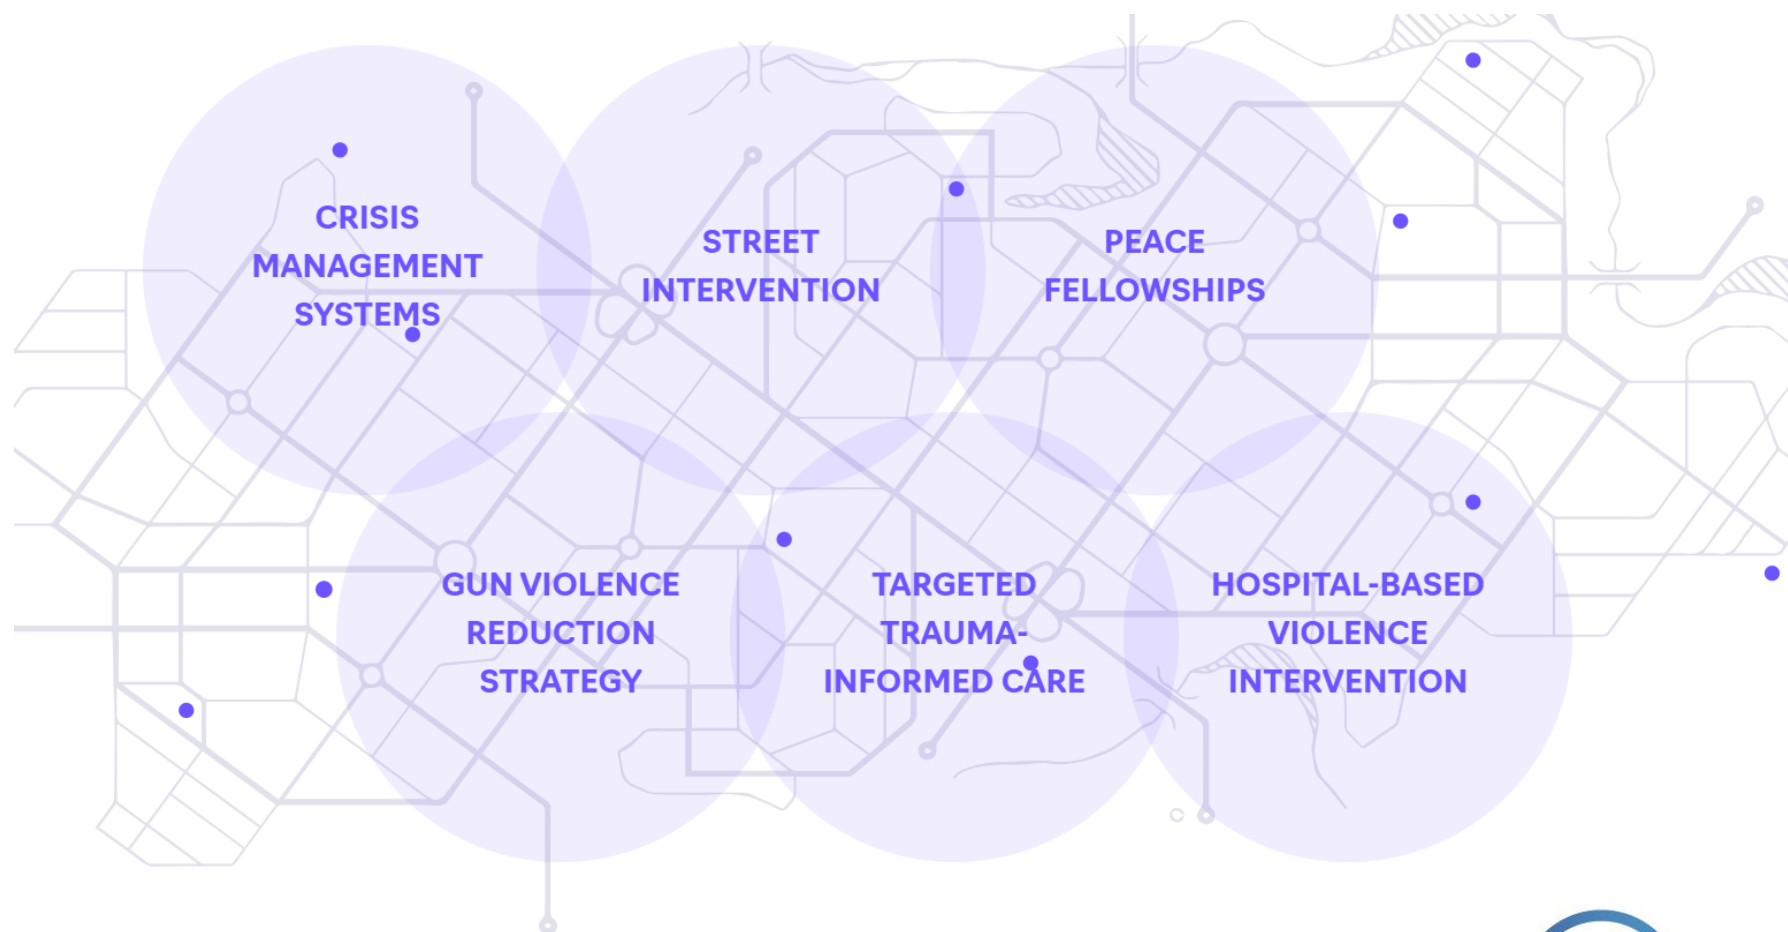 CRISIS
MANAGEMENT
SYSTEMS
STREET
INTERVENTION
PEACE
FELLOWSHIPS
GUN VIOLENCE
REDUCTION
STRATEGY
TARGETED
TRAUMA-
INFORMED CARE
HOSPITAL-BASED
VIOLENCE
INTERVENTION